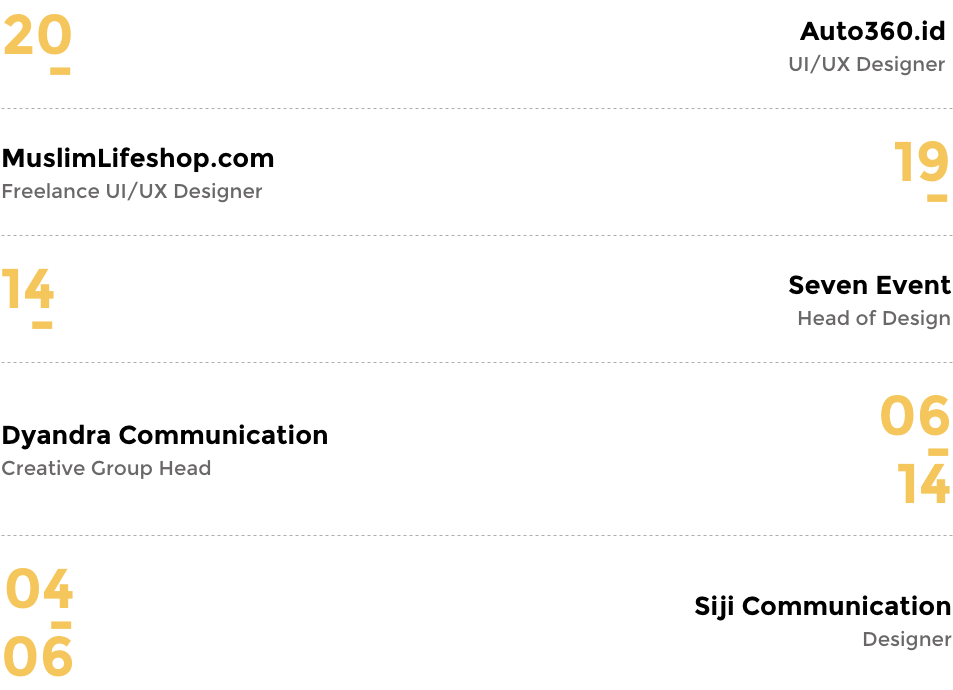 20
-
Auto360.id
UI/UX Designer
MuslimLifeshop.com
Freelance UI/UX Designer
19
-
14
-
Seven Event
Head of Design
Dyandra Communication
Creative Group Head
06
-
14
04
-
06
Siji Communication
Designer